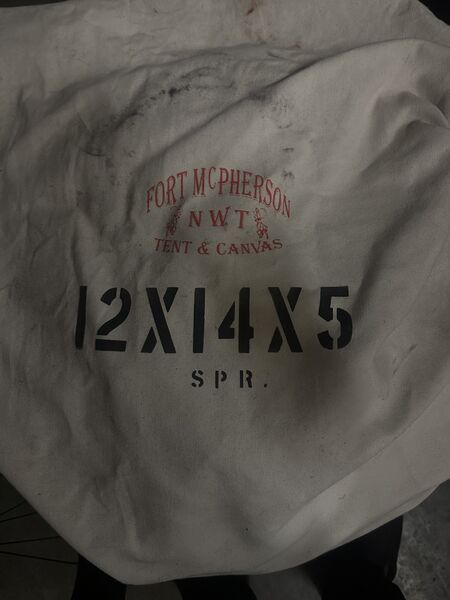 FORT McPHERSON
NWT
TENT & CANVAS
12X14X5
SPR.